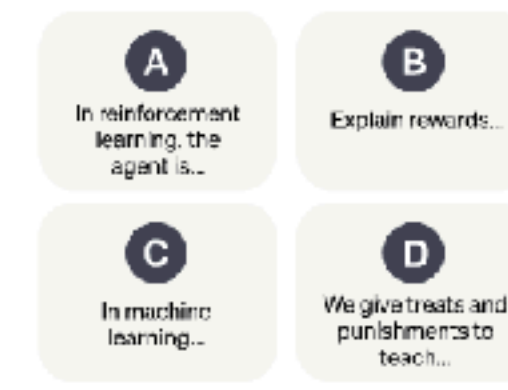 A
In reinforcement
learning, the
agent is...
B
Explain rewards...
C
In machine
learning...
D
We give treats and
punishments to
teach...